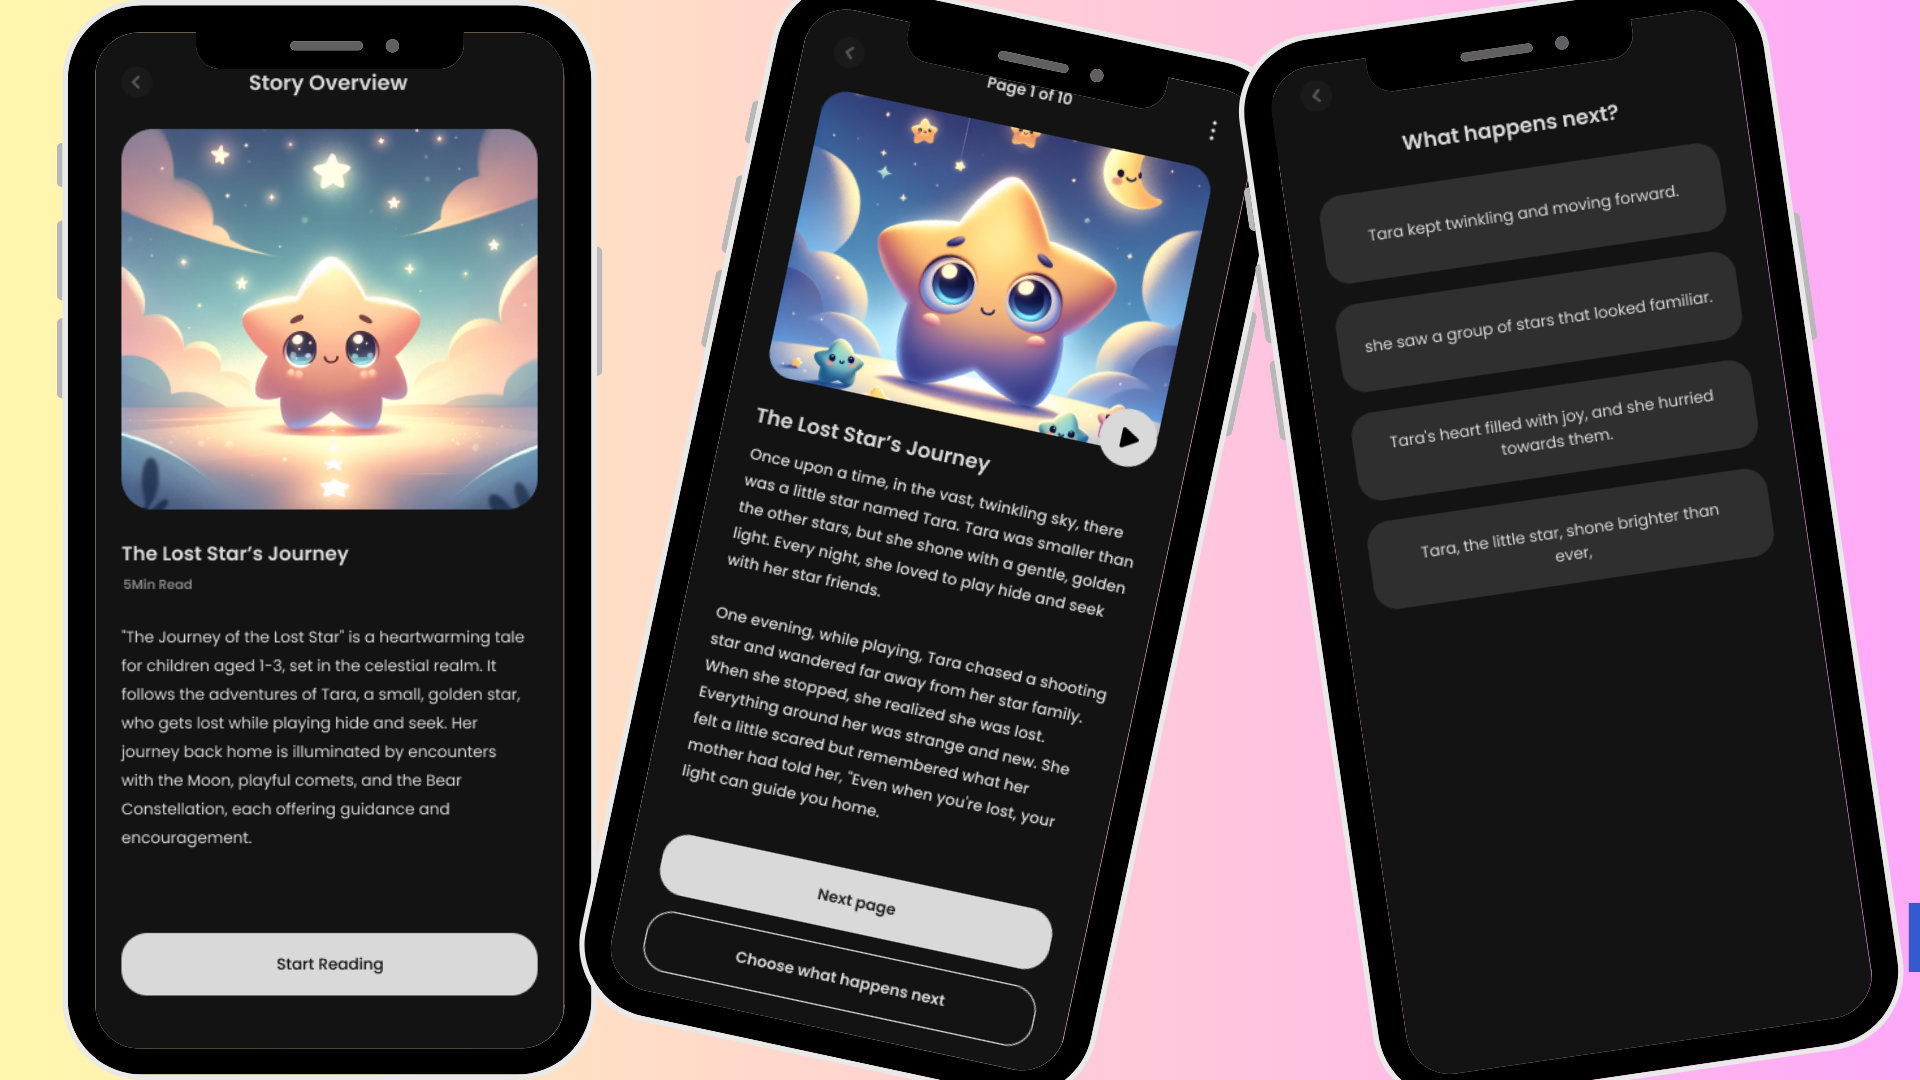 Story Overview
The Lost Star’s Journey
5Min Read
"The Journey of the Lost Star" is a heartwarming tale
for children aged 1-3, set in the celestial realm. It
follows the adventures of Tara, a small, golden star,
who gets lost while playing hide and seek. Her
journey back home is illuminated by encounters
with the Moon, playful comets, and the Bear
Constellation, each offering guidance and
encouragement.
Start Reading
Page 1 of 10
The Lost Star’s Journey
Once upon a time, in the vast, twinkling sky, there
was a little star named Tara. Tara was smaller than
the other stars, but she shone with a gentle, golden
light. Every night, she loved to play hide and seek
with her star friends.
One evening, while playing, Tara chased a shooting
star and wandered far away from her star family.
When she stopped, she realized she was lost.
Everything around her was strange and new. She
felt a little scared but remembered what her
mother had told her, "Even when you're lost, your
light can guide you home.
Next page
Choose what happens next
What happens next?
Tara kept twinkling and moving forward.
she saw a group of stars that looked familiar.
Tara's heart filled with joy, and she hurried
towards them.
Tara, the little star, shone brighter than
ever,